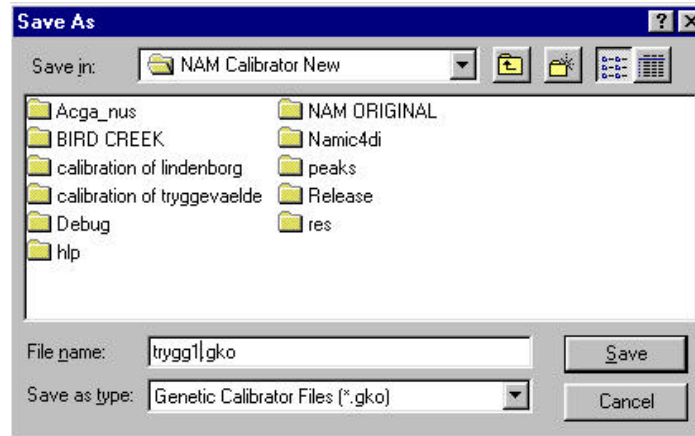 Save As
Save in: NAM Calibrator New
Acga_nus
BIRD CREEK
calibration of lindenborg
calibration of tryggevaelde
Debug
hlp
NAM ORIGINAL
Namic4di
peaks
Release
res
File name: trygg1.gko
Save
Save as type: Genetic Calibrator Files (*.gko)
Cancel